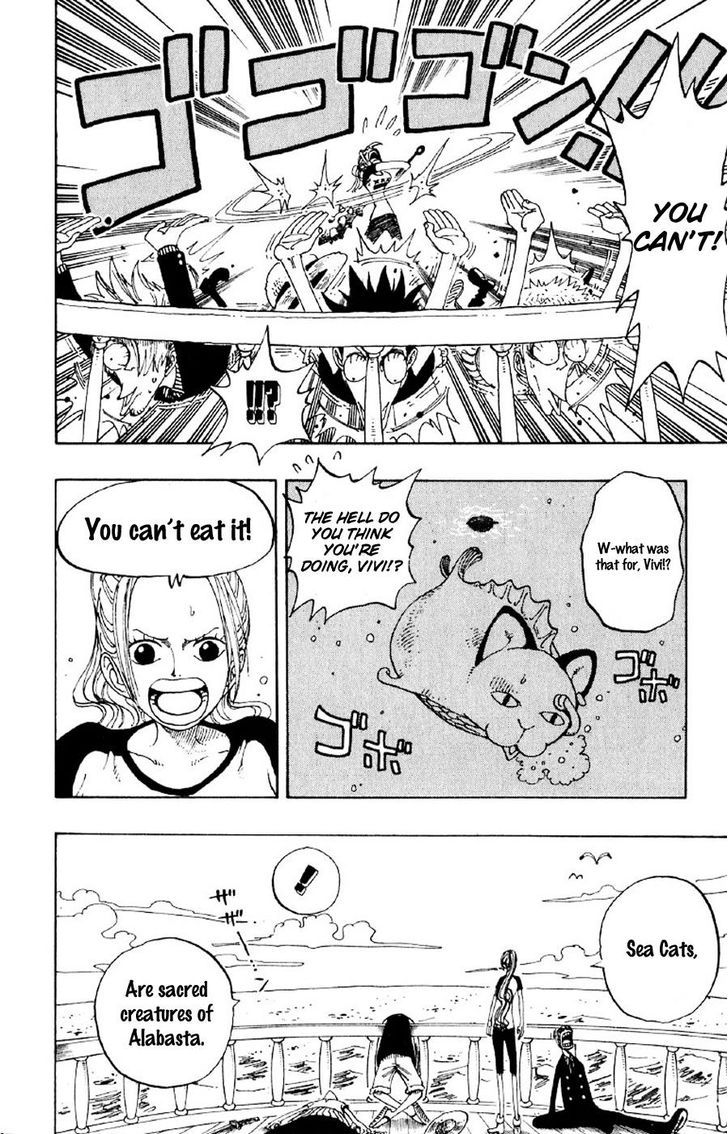 YOU
CAN'T!
ゴゴゴン!!!
!!!?
W-what was
that for, Vivi!?
THE HELL DO
YOU THINK
YOU'RE
DOING, VIVI!?
ゴボ
ゴボ
You can't eat it!
Sea Cats,
!
ザザ
Are sacred
creatures of
Alabasta.